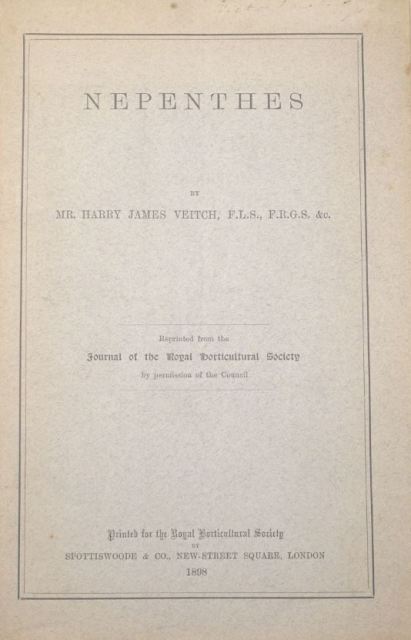 NEPENTHES
BY
MR. HARRY JAMES VEITCH, F.L.S., F.R.G.S. &c.
Reprinted from the
Journal of the Royal Horticultural Society
by permission of the Council
Printed for the Royal Horticultural Society
BY
SPOTTISWOODE & CO., NEW-STREET SQUARE, LONDON
1898